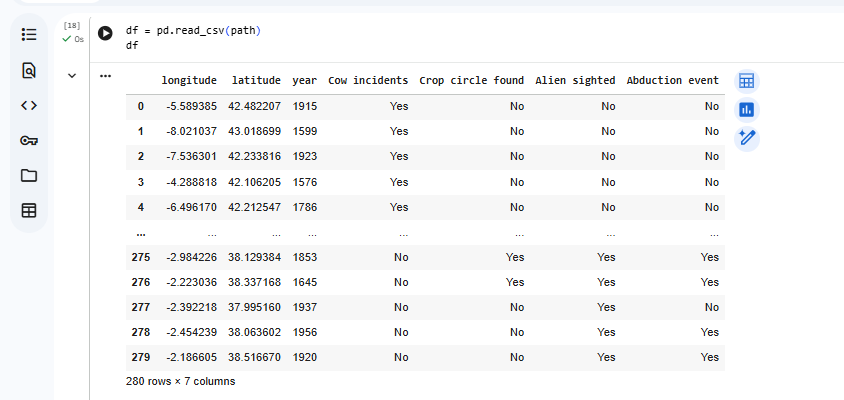 [18]
0s
df = pd.read_csv(path)
df
longitude latitude year Cow incidents Crop circle found Alien sighted Abduction event
0 -5.589385 42.482207 1915 Yes No No No
1 -8.021037 43.018699 1599 Yes No No No
2 -7.536301 42.233816 1923 Yes No No No
3 -4.288818 42.106205 1576 Yes No No No
4 -6.496170 42.212547 1786 Yes No No No
... ... ... ... ... ... ... ...
275 -2.984226 38.129384 1853 No Yes Yes Yes
276 -2.223036 38.337168 1645 No Yes Yes Yes
277 -2.392218 37.995160 1937 No No Yes No
278 -2.454239 38.063602 1956 No No Yes Yes
279 -2.186605 38.516670 1920 No No Yes Yes
280 rows × 7 columns